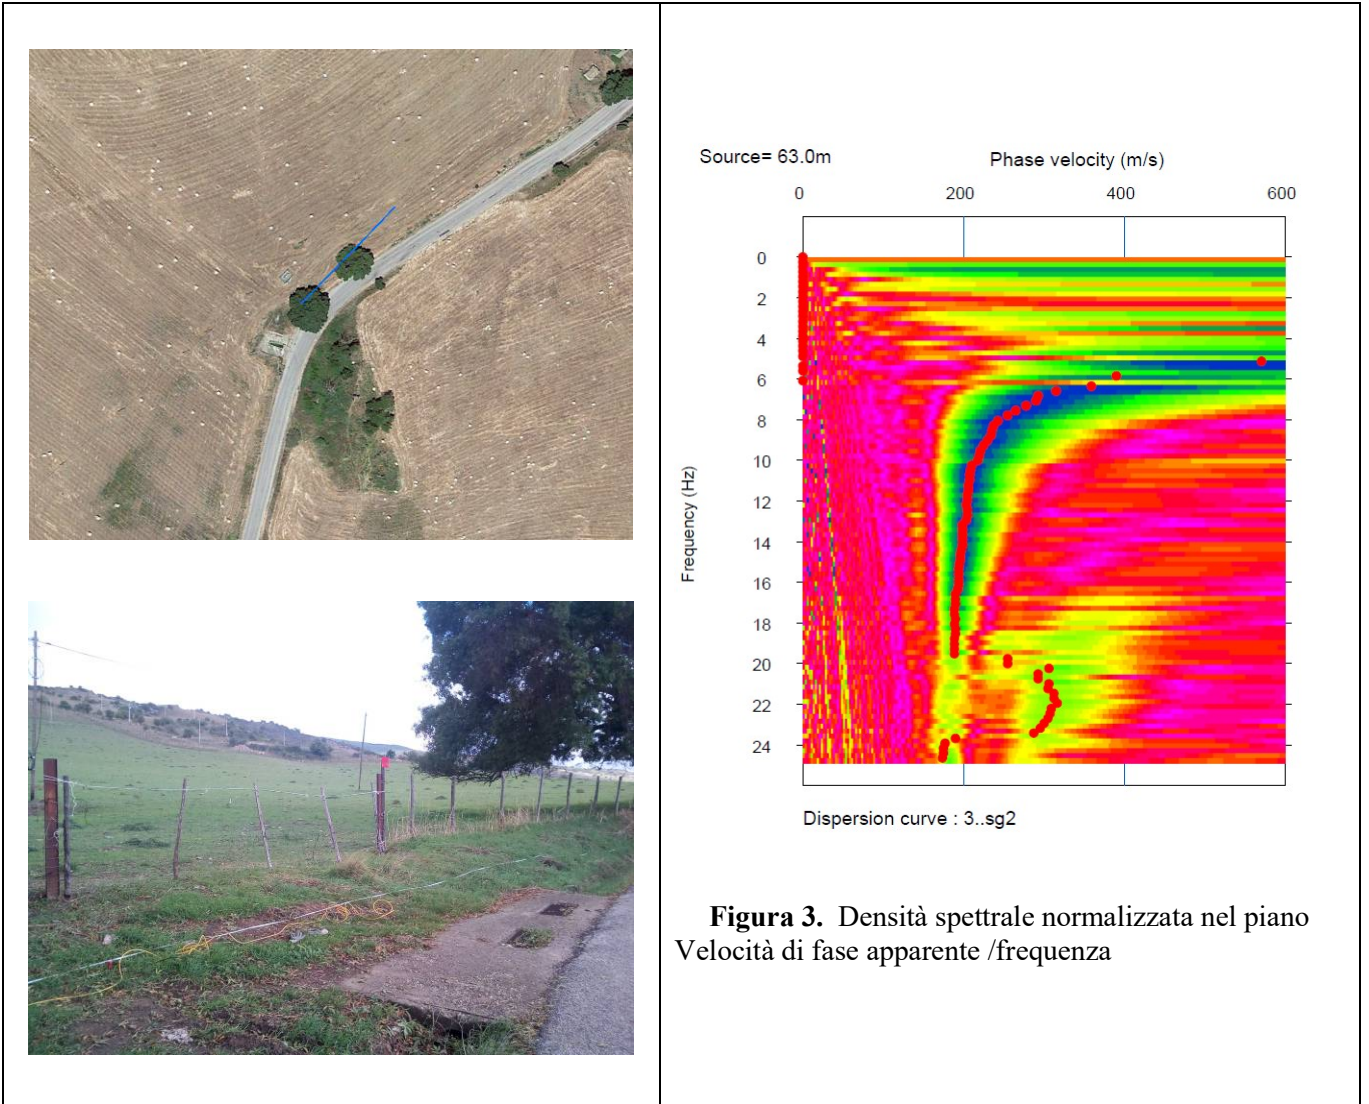 Source= 63.0m
Phase velocity (m/s)
0 200 400 600
0
2
4
6
8
10
12
14
16
18
20
22
24
Frequency (Hz)
Dispersion curve : 3..sg2
Figura 3. Densità spettrale normalizzata nel piano
Velocità di fase apparente /frequenza